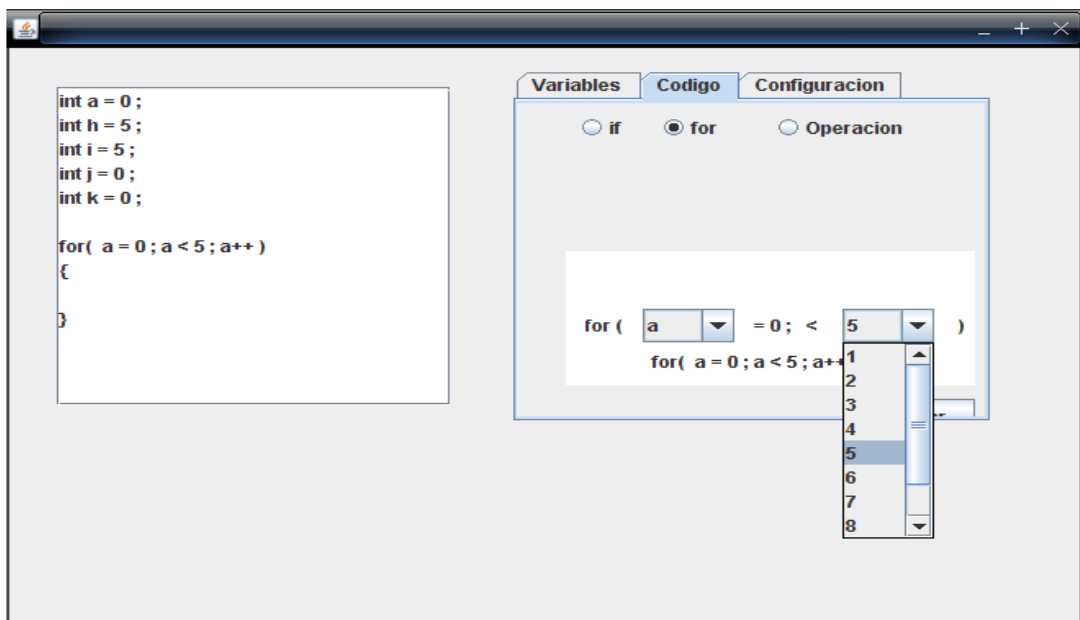 int a = 0 ;
int h = 5 ;
int i = 5 ;
int j = 0 ;
int k = 0 ;
for( a = 0 ; a < 5 ; a++ )
{
}
Variables Codigo Configuracion
if for Operacion
for ( a = 0 ; < 5 )
for( a = 0 ; a < 5 ; a++
1
2
3
4
5
6
7
8